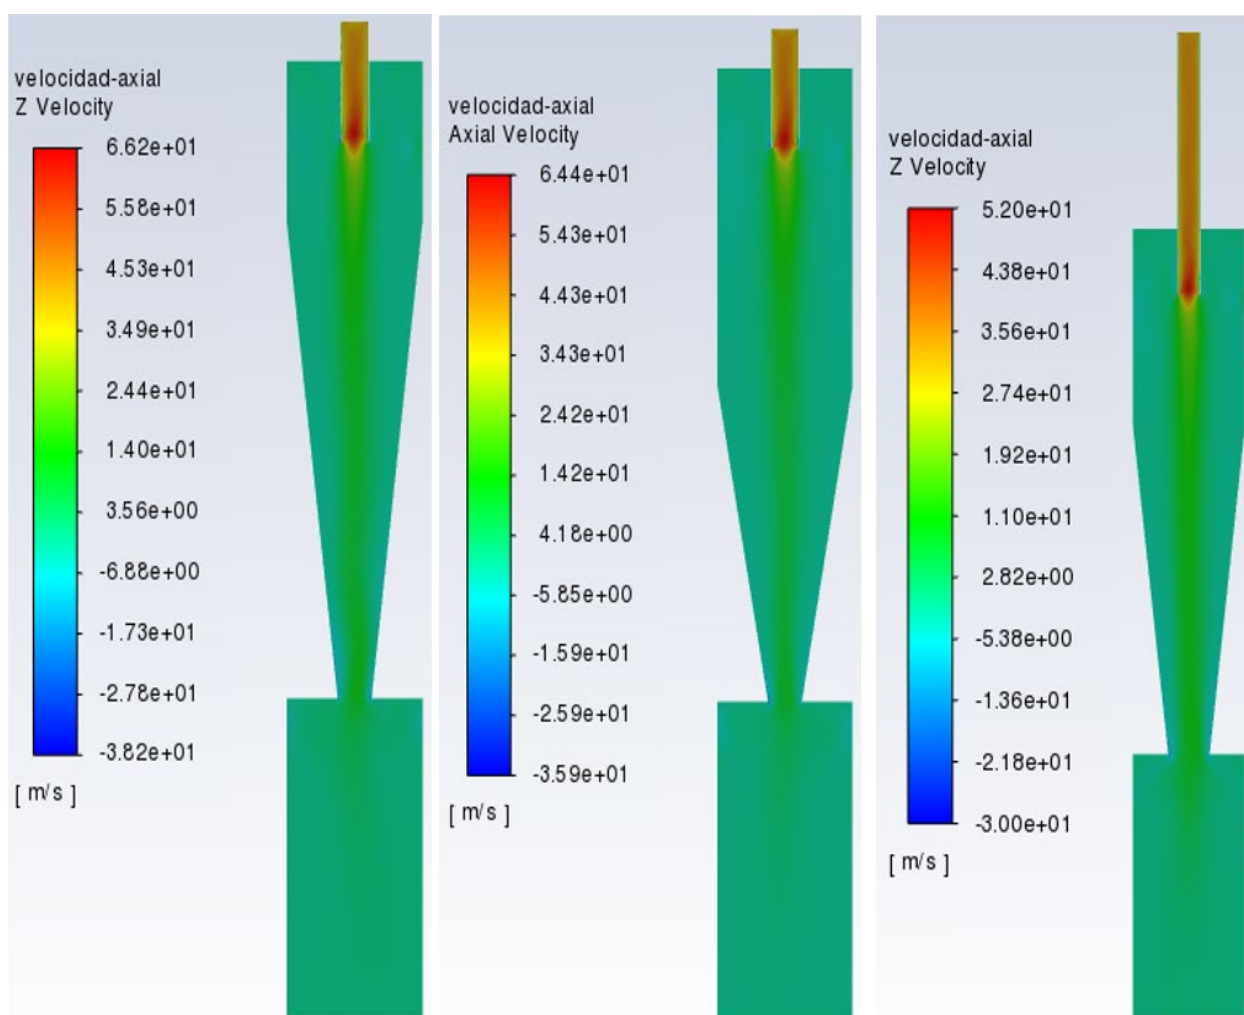 velocidad-axial
Z Velocity
6.62e+01
5.58e+01
4.53e+01
3.49e+01
2.44e+01
1.40e+01
3.56e+00
-6.88e+00
-1.73e+01
-2.78e+01
-3.82e+01
[ m/s ]
velocidad-axial
Axial Velocity
6.44e+01
5.43e+01
4.43e+01
3.43e+01
2.42e+01
1.42e+01
4.18e+00
-5.85e+00
-1.59e+01
-2.59e+01
-3.59e+01
[ m/s ]
velocidad-axial
Z Velocity
5.20e+01
4.38e+01
3.56e+01
2.74e+01
1.92e+01
1.10e+01
2.82e+00
-5.38e+00
-1.36e+01
-2.18e+01
-3.00e+01
[ m/s ]